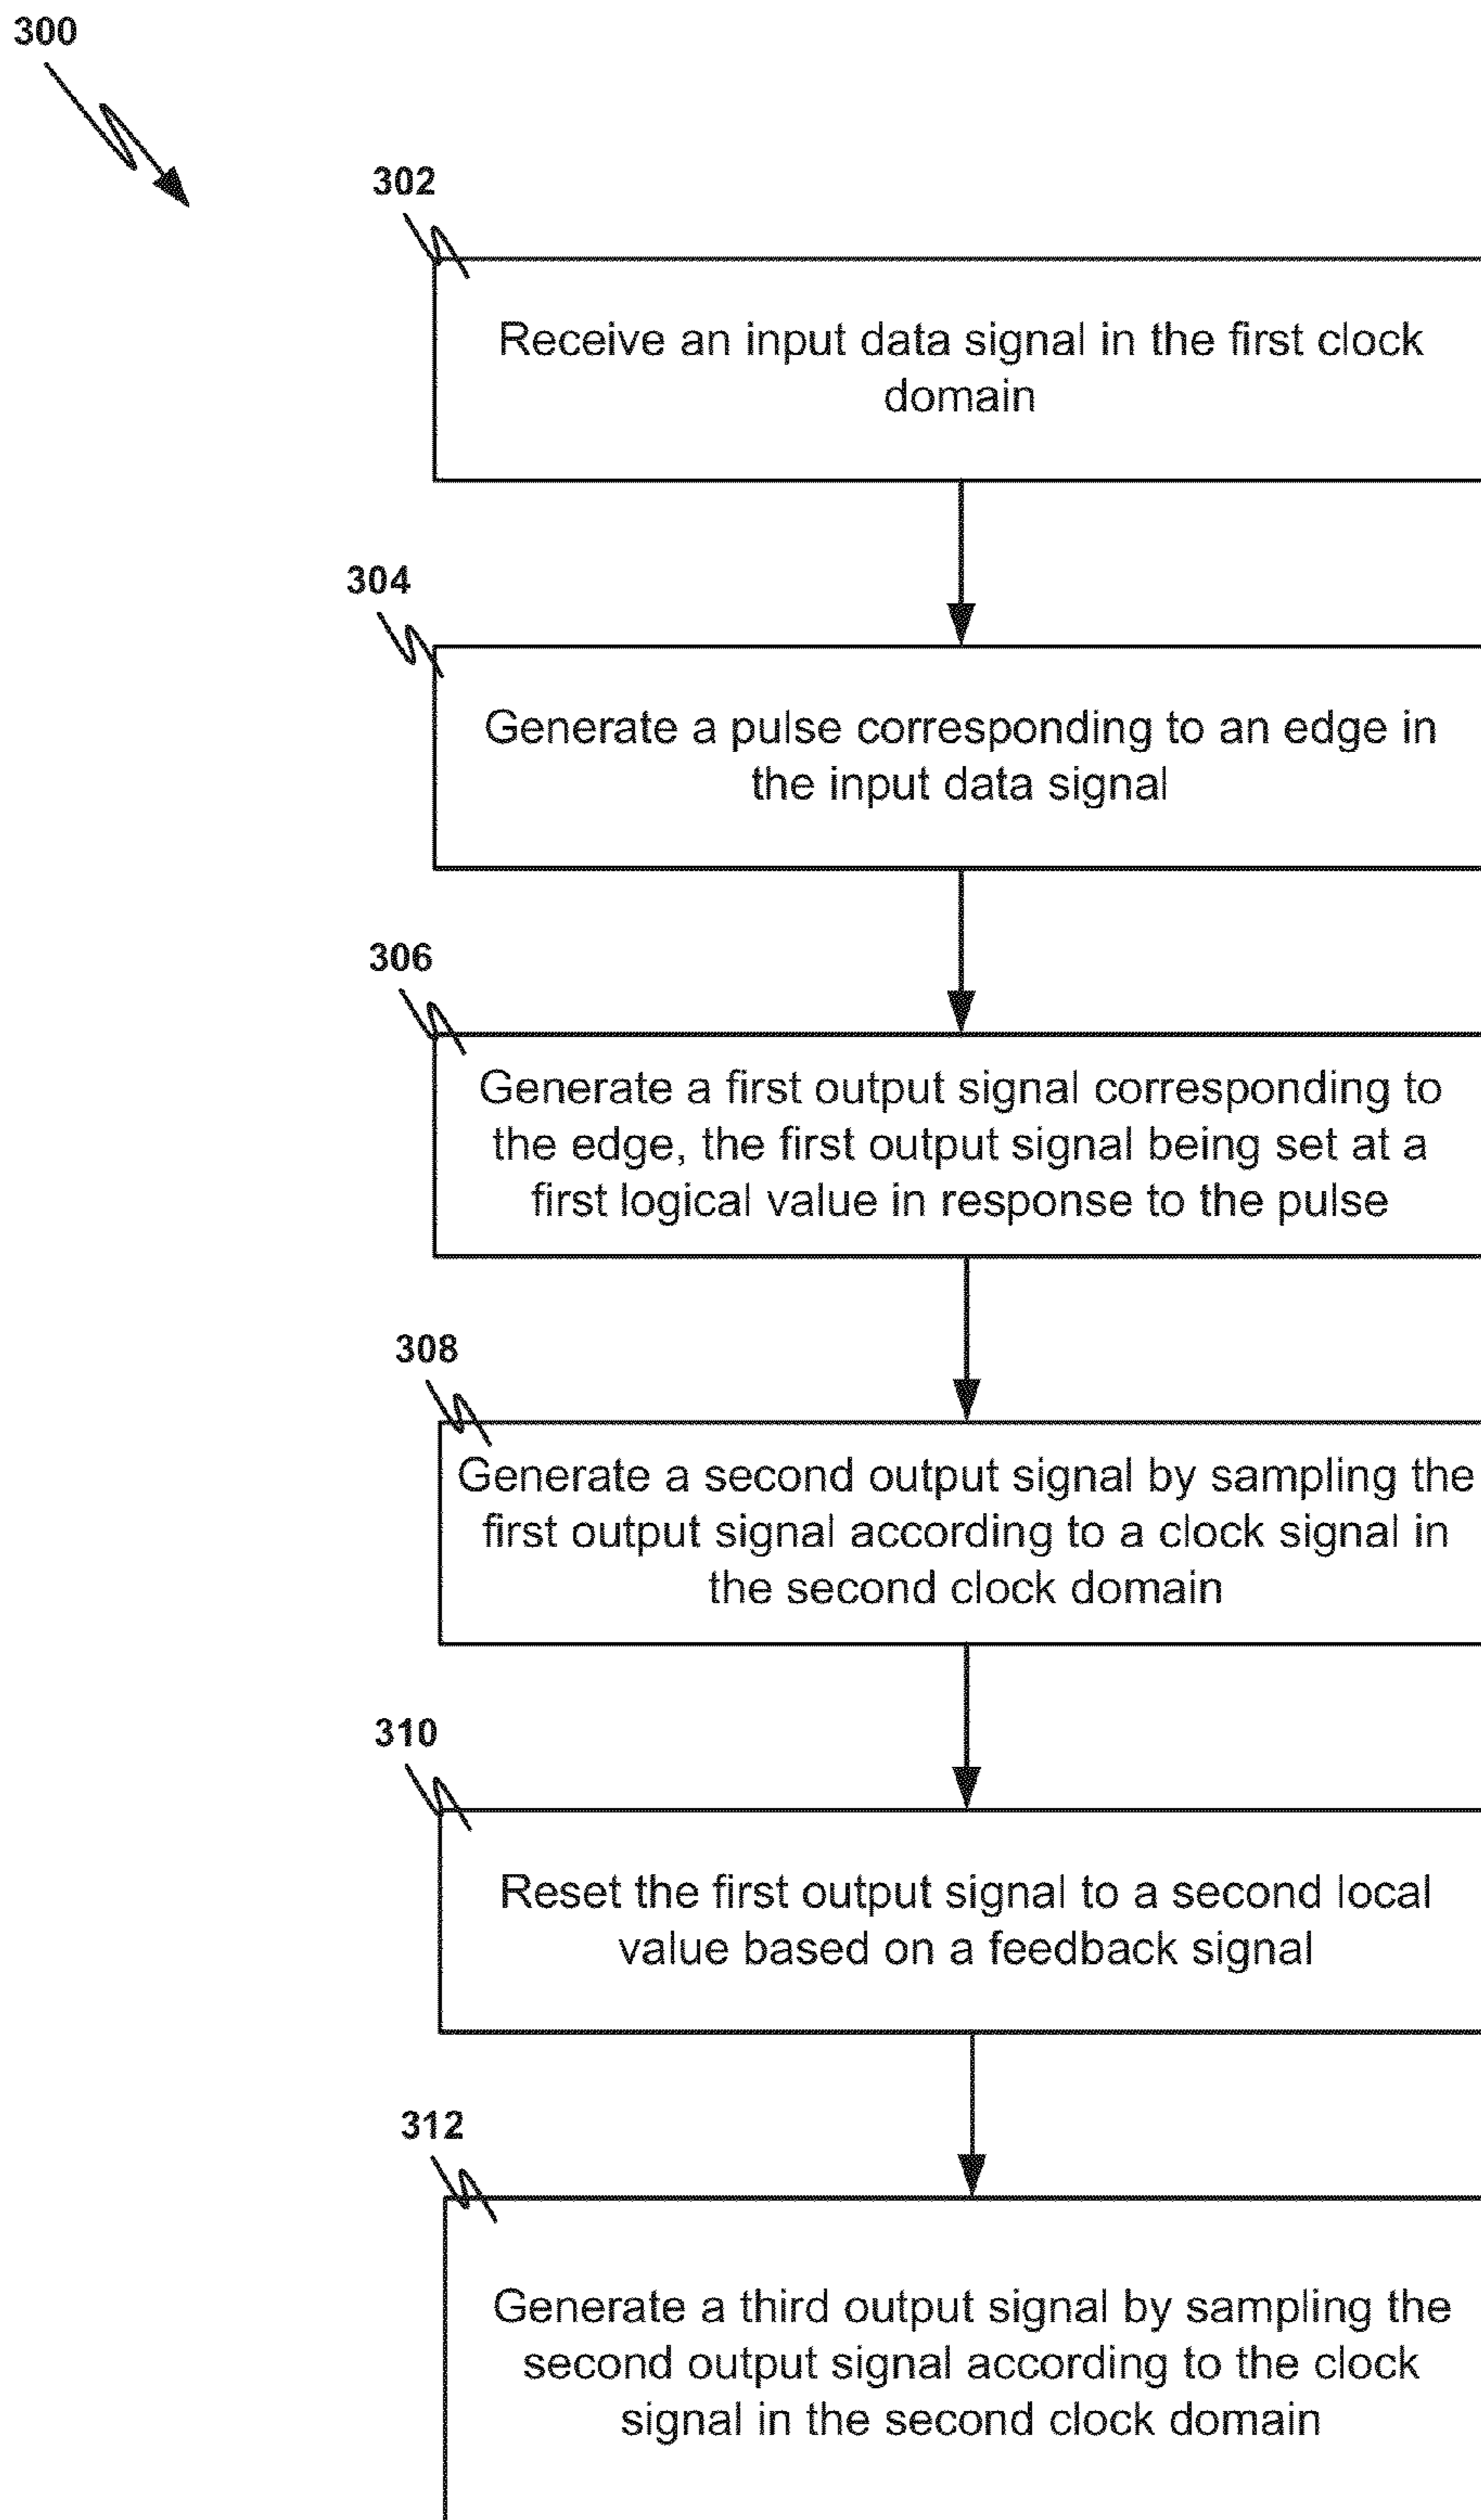 300
302
Receive an input data signal in the first clock
domain
304
Generate a pulse corresponding to an edge in
the input data signal
306
Generate a first output signal corresponding to
the edge, the first output signal being set at a
first logical value in response to the pulse
308
Generate a second output signal by sampling the
first output signal according to a clock signal in
the second clock domain
310
Reset the first output signal to a second local
value based on a feedback signal
312
Generate a third output signal by sampling the
second output signal according to the clock
signal in the second clock domain